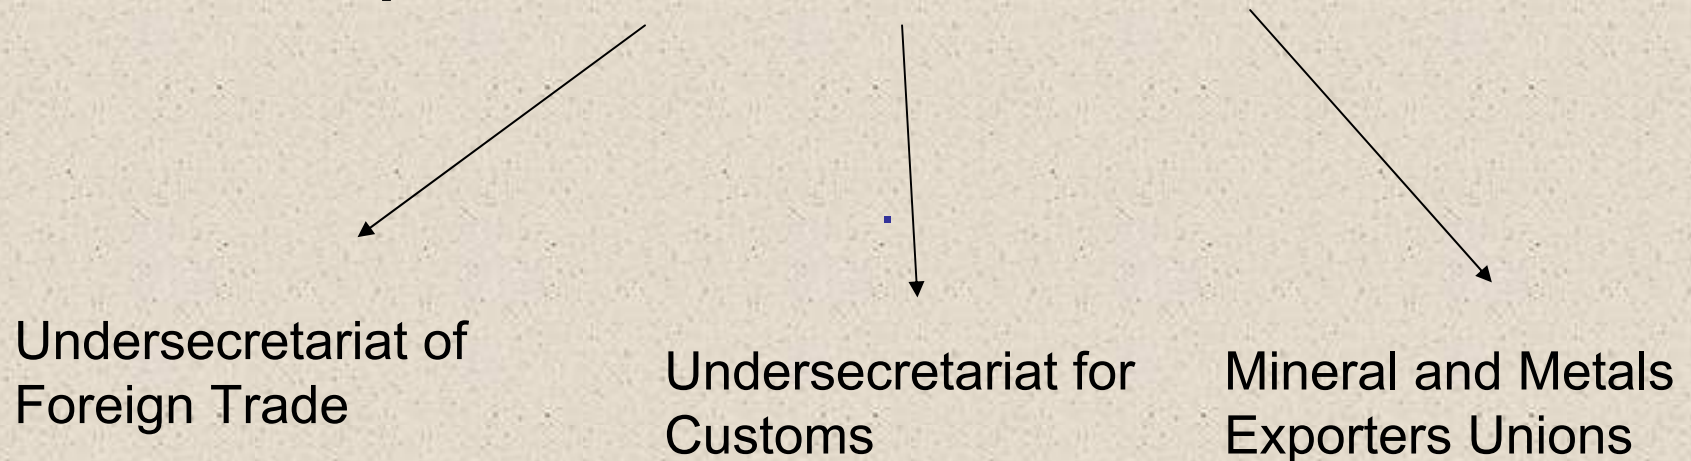 Undersecretariat of
Foreign Trade
Undersecretariat for
Customs
Mineral and Metals
Exporters Unions